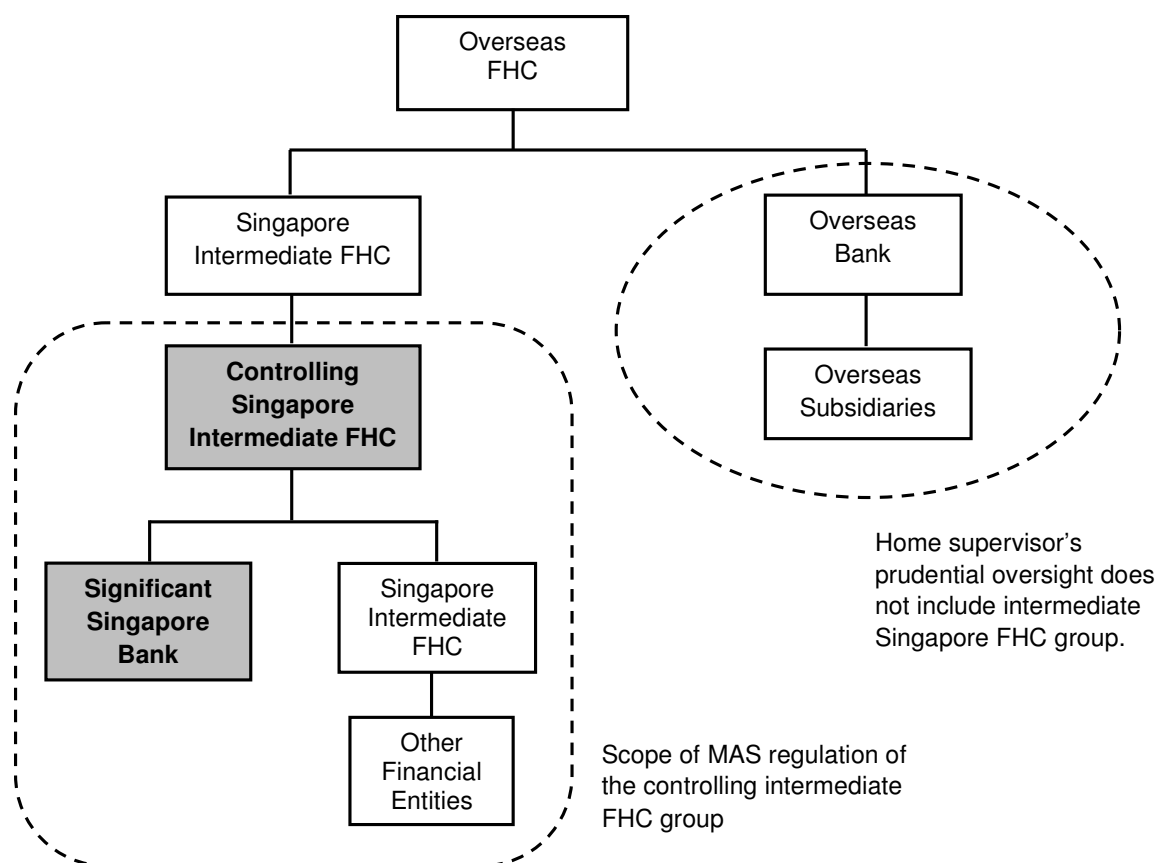 Overseas
FHC
Singapore
Intermediate FHC
Overseas
Bank
Controlling
Singapore
Intermediate FHC
Overseas
Subsidiaries
Significant
Singapore
Bank
Singapore
Intermediate
FHC
Home supervisor’s
prudential oversight does
not include intermediate
Singapore FHC group.
Other
Financial
Entities
Scope of MAS regulation of
the controlling intermediate
FHC group